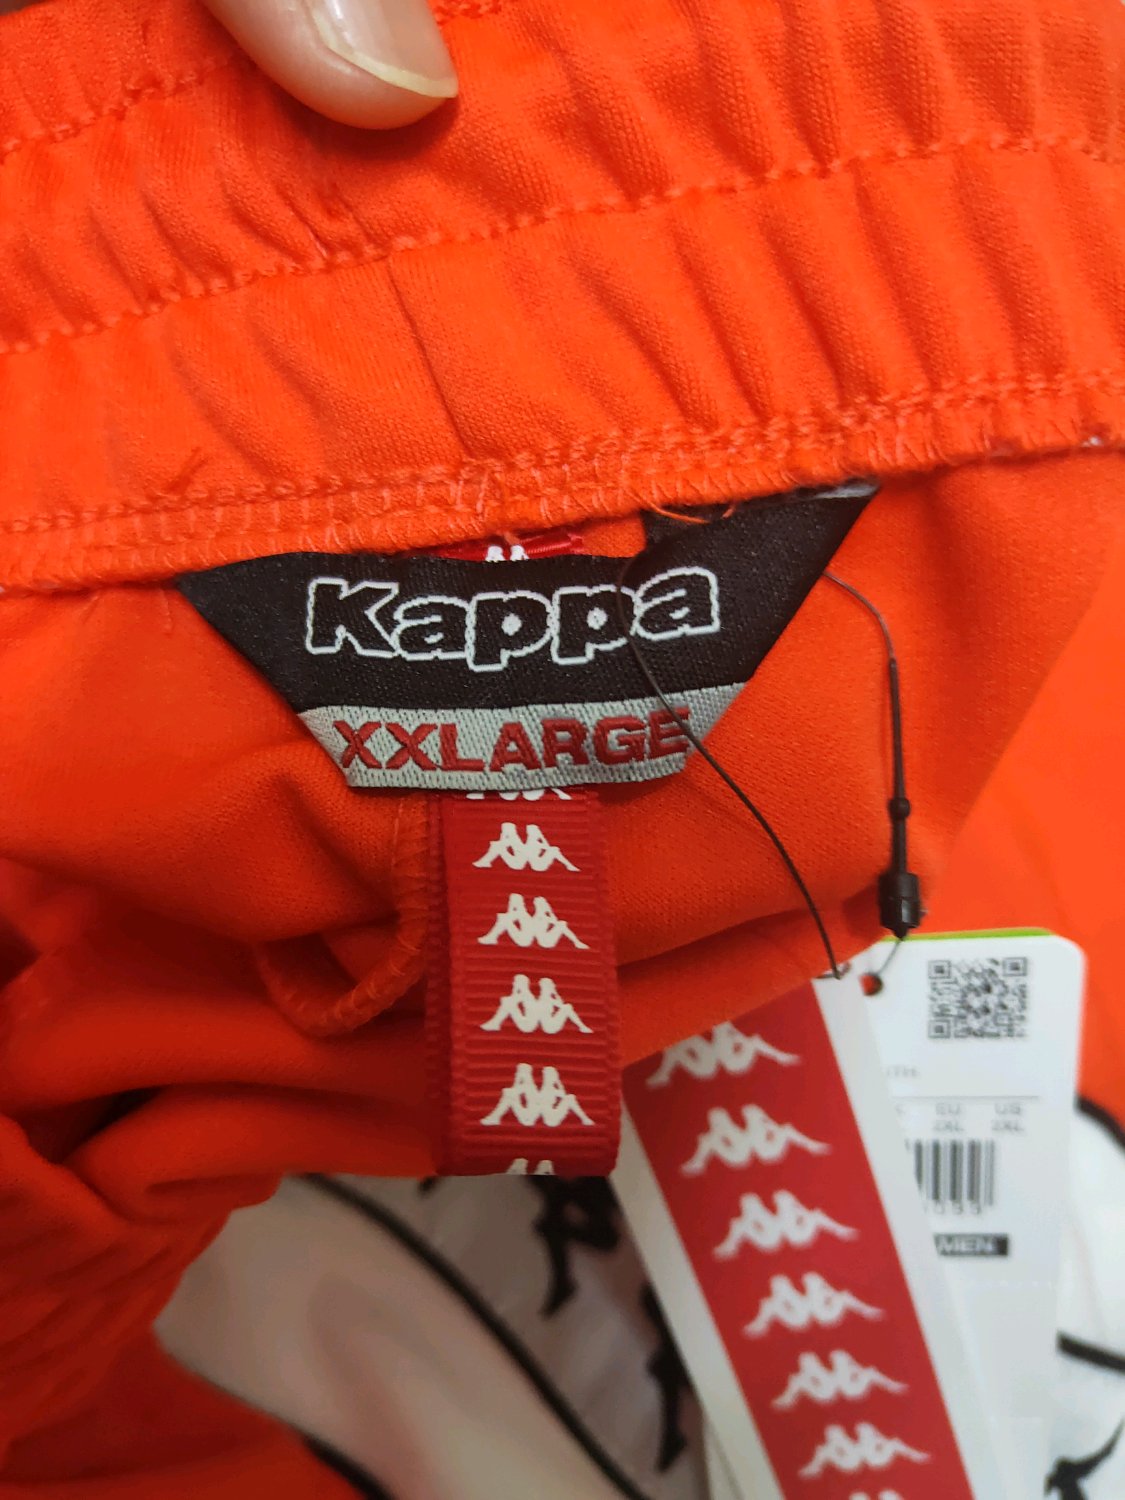 Kappa
XXLARGE
EU US
2XL 2XL
MEN